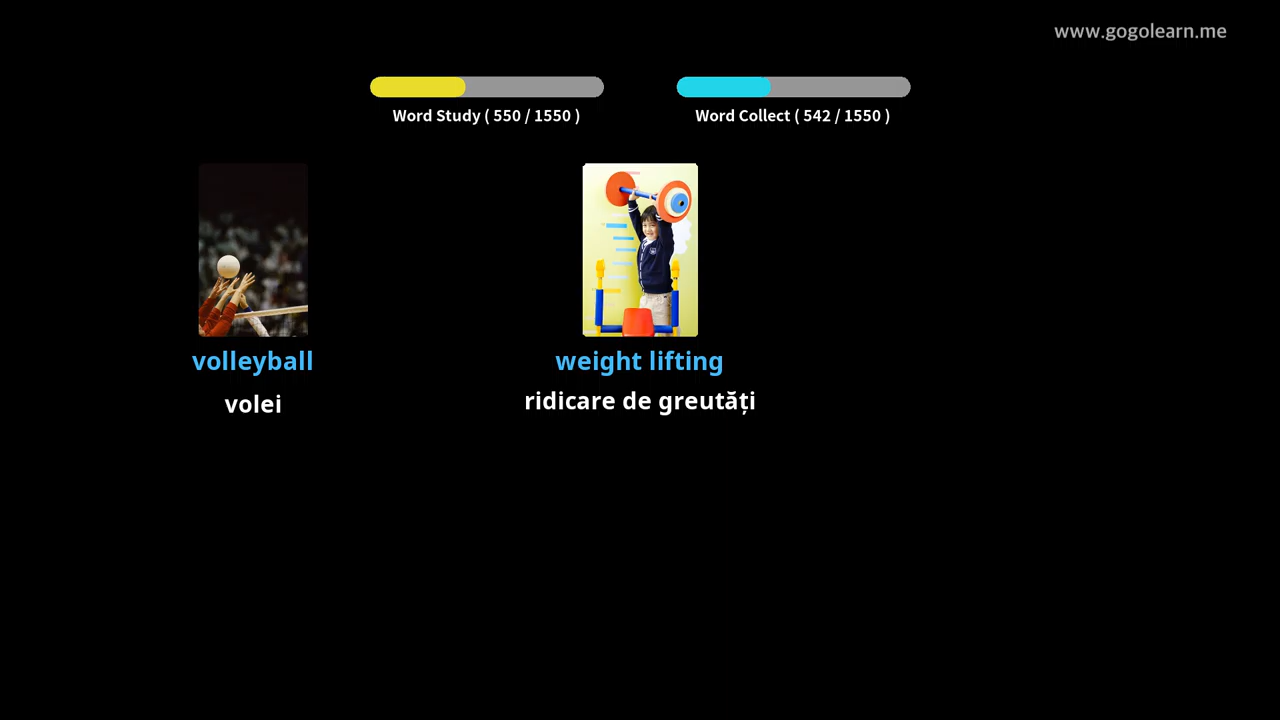 www.gogolearn.me
Word Study ( 550 / 1550 )
Word Collect ( 542 / 1550 )
volleyball
weight lifting
volei
ridicare de greutăți